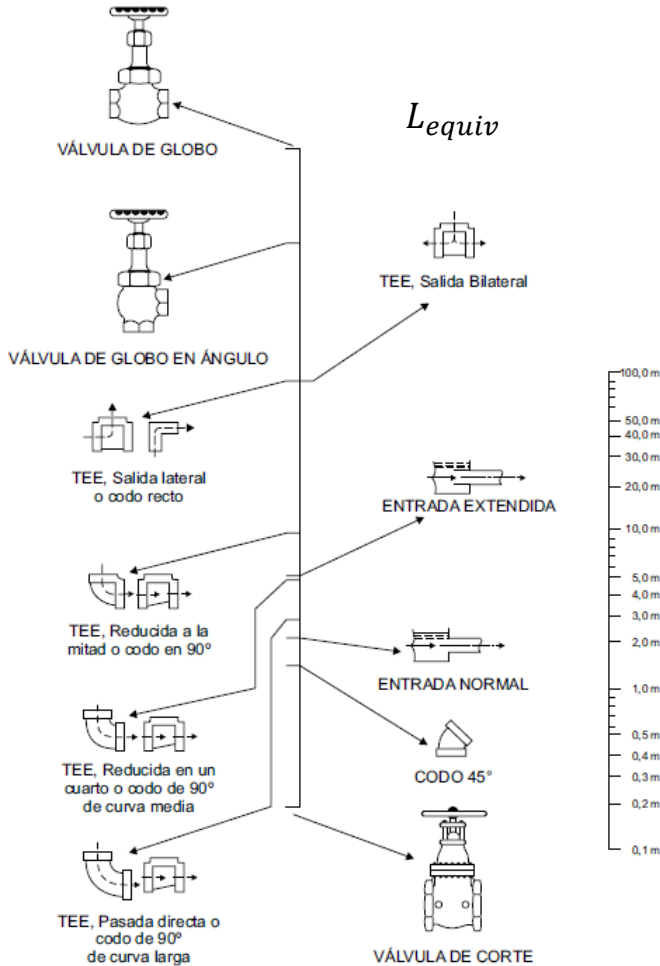 L_equiv
VÁLVULA DE GLOBO
TEE, Salida Bilateral
VÁLVULA DE GLOBO EN ÁNGULO
TEE, Salida lateral
o codo recto
ENTRADA EXTENDIDA
TEE, Reducida a la
mitad o codo en 90º
ENTRADA NORMAL
TEE, Reducida en un
cuarto o codo de 90º
de curva media
CODO 45°
TEE, Pasada directa o
codo de 90º
de curva larga
VÁLVULA DE CORTE
100,0 m
50,0 m
40,0 m
30,0 m
20,0 m
10,0 m
5,0 m
4,0 m
3,0 m
2,0 m
1,0 m
0,5 m
0,4 m
0,3 m
0,2 m
0,1 m